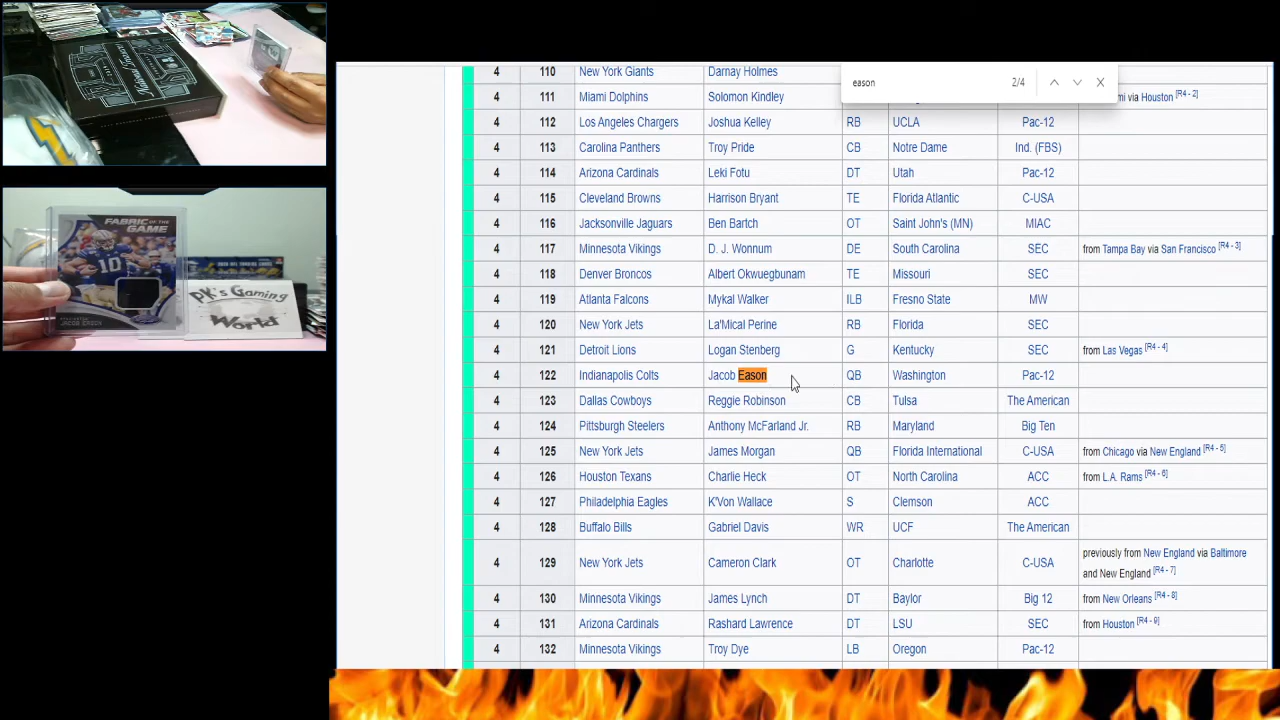 National Treasures
FABRIC OF THE
GAME
10
JACOB EASON
PK's Gaming
World
eason 2/4
4 110 New York Giants Darnay Holmes
4 111 Miami Dolphins Solomon Kindley via Houston [R4 - 2]
4 112 Los Angeles Chargers Joshua Kelley RB UCLA Pac-12
4 113 Carolina Panthers Troy Pride CB Notre Dame Ind. (FBS)
4 114 Arizona Cardinals Leki Fotu DT Utah Pac-12
4 115 Cleveland Browns Harrison Bryant TE Florida Atlantic C-USA
4 116 Jacksonville Jaguars Ben Bartch OT Saint John's (MN) MIAC
4 117 Minnesota Vikings D. J. Wonnum DE South Carolina SEC from Tampa Bay via San Francisco [R4 - 3]
4 118 Denver Broncos Albert Okwuegbunam TE Missouri SEC
4 119 Atlanta Falcons Mykal Walker ILB Fresno State MW
4 120 New York Jets La'Mical Perine RB Florida SEC
4 121 Detroit Lions Logan Stenberg G Kentucky SEC from Las Vegas [R4 - 4]
4 122 Indianapolis Colts Jacob Eason QB Washington Pac-12
4 123 Dallas Cowboys Reggie Robinson CB Tulsa The American
4 124 Pittsburgh Steelers Anthony McFarland Jr. RB Maryland Big Ten
4 125 New York Jets James Morgan QB Florida International C-USA from Chicago via New England [R4 - 5]
4 126 Houston Texans Charlie Heck OT North Carolina ACC from L.A. Rams [R4 - 6]
4 127 Philadelphia Eagles K'Von Wallace S Clemson ACC
4 128 Buffalo Bills Gabriel Davis WR UCF The American
4 129 New York Jets Cameron Clark OT Charlotte C-USA previously from New England via Baltimore
and New England [R4 - 7]
4 130 Minnesota Vikings James Lynch DT Baylor Big 12 from New Orleans [R4 - 8]
4 131 Arizona Cardinals Rashard Lawrence DT LSU SEC from Houston [R4 - 9]
4 132 Minnesota Vikings Troy Dye LB Oregon Pac-12